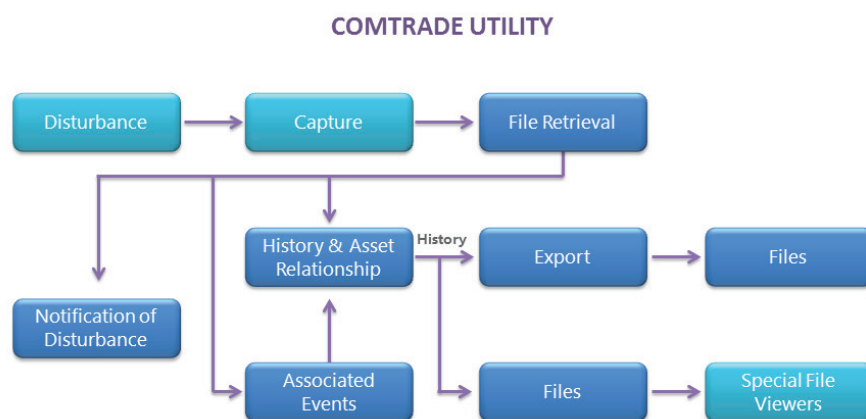 COMTRADE UTILITY
Disturbance
Capture
File Retrieval
History & Asset
Relationship
History
Export
Files
Notification of
Disturbance
Associated
Events
Files
Special File
Viewers